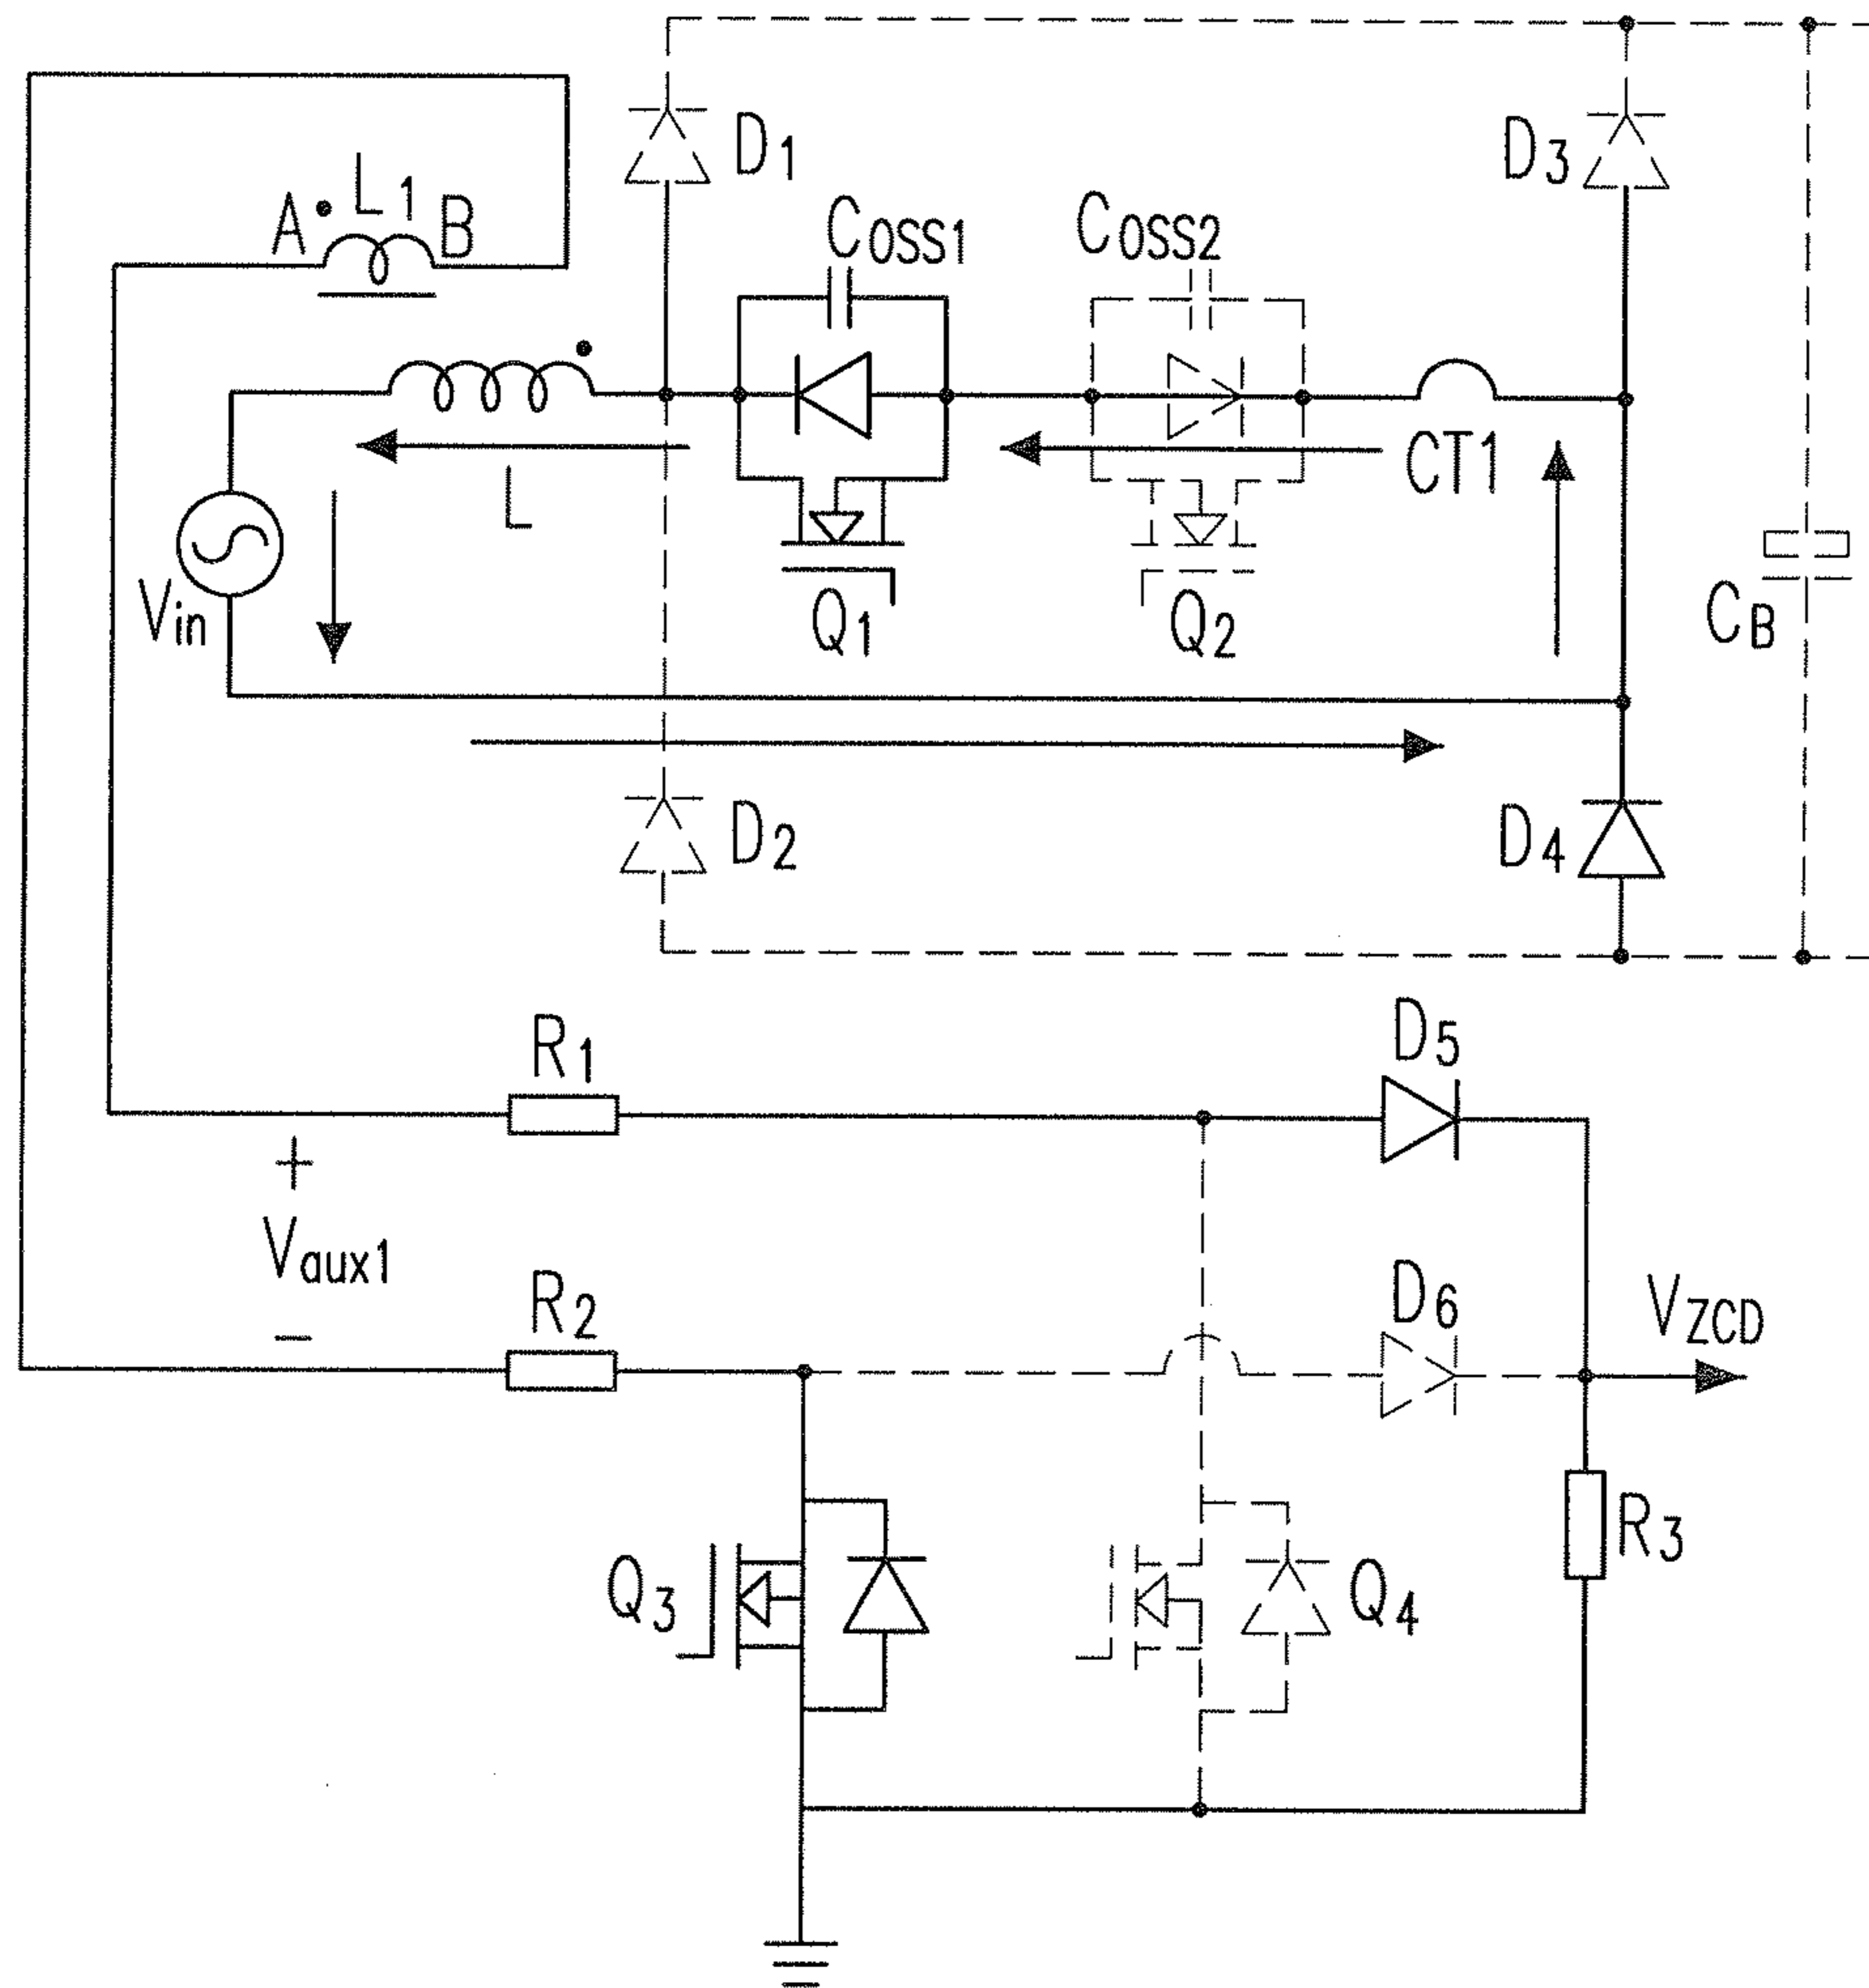 D1
D3
L1
A
B
COSS1
COSS2
L
CT1
Vin
Q1
Q2
CB
D2
D4
R1
D5
+
Vaux1
−
R2
D6
VZCD
Q3
Q4
R3